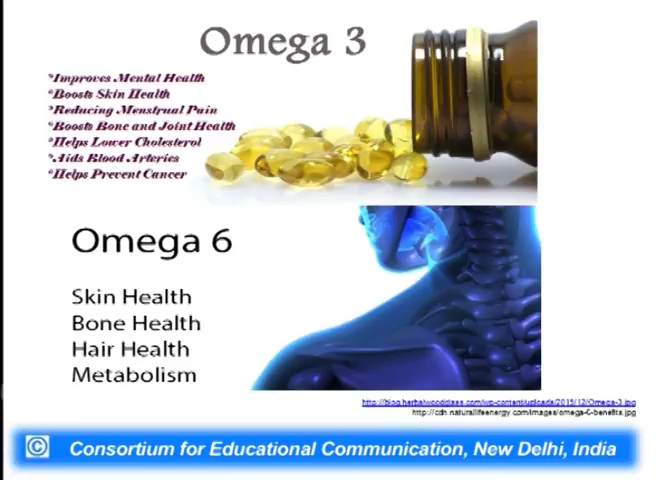 Omega 3
*Improves Mental Health
*Boosts Skin Health
*Reducing Menstrual Pain
*Boosts Bone and Joint Health
*Helps Lower Cholesterol
*Aids Blood Arteries
*Helps Prevent Cancer
Omega 6
Skin Health
Bone Health
Hair Health
Metabolism
http://blog.herbalwoodclass.com/wp-content/uploads/2015/12/Omega-3.jpg
http://cdn.naturallifeenergy.com/images/omega-6-benefits.jpg
© Consortium for Educational Communication, New Delhi, India